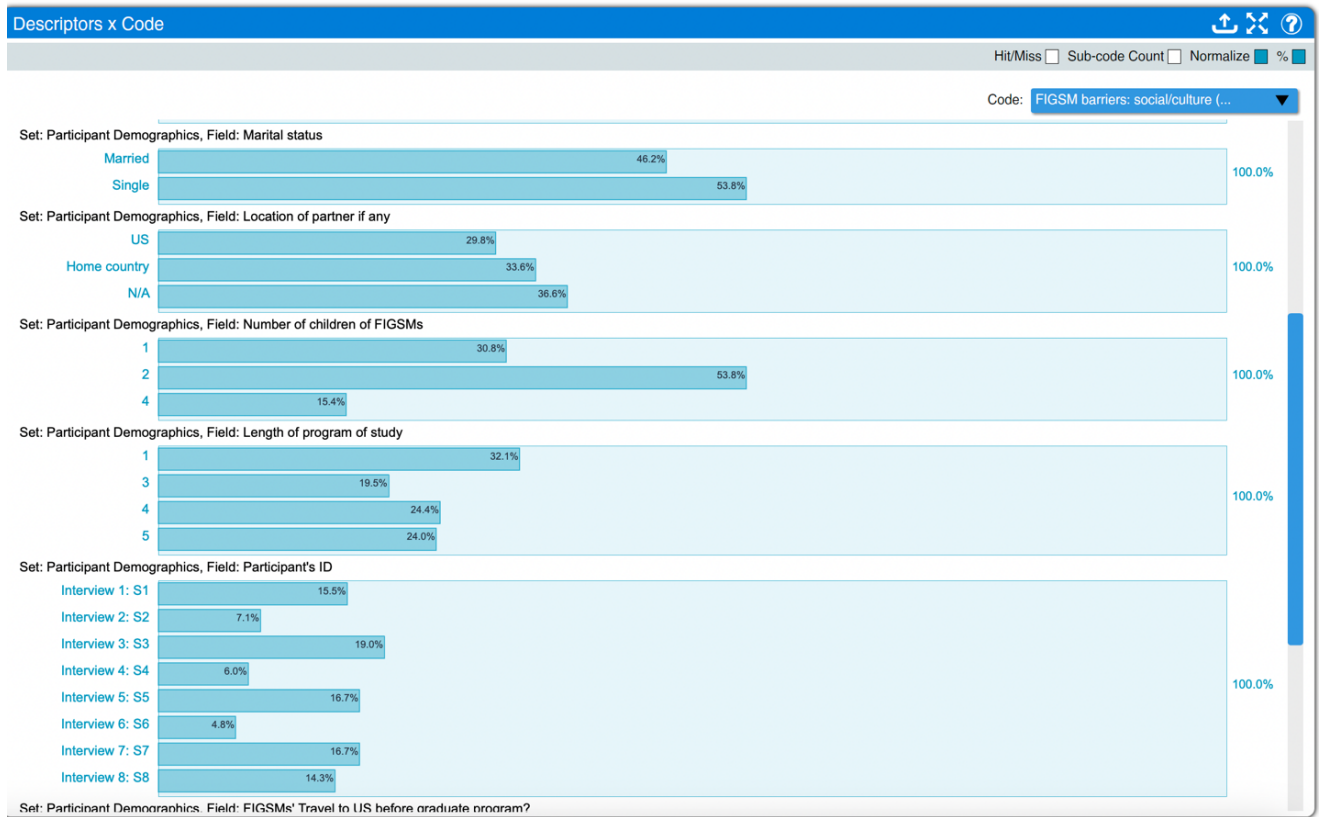 Descriptors x Code
Hit/Miss Sub-code Count Normalize %
Code: FIGSM barriers: social/culture (...
Set: Participant Demographics, Field: Marital status
Married 46.2%
Single 53.8%
100.0%
Set: Participant Demographics, Field: Location of partner if any
US 29.8%
Home country 33.6% 100.0%
N/A 36.6%
Set: Participant Demographics, Field: Number of children of FIGSMs
1 30.8%
2 53.8% 100.0%
4 15.4%
Set: Participant Demographics, Field: Length of program of study
1 32.1%
3 19.5%
100.0%
4 24.4%
5 24.0%
Set: Participant Demographics, Field: Participant's ID
Interview 1: S1 15.5%
Interview 2: S2 7.1%
Interview 3: S3 19.0%
Interview 4: S4 6.0%
100.0%
Interview 5: S5 16.7%
Interview 6: S6 4.8%
Interview 7: S7 16.7%
Interview 8: S8 14.3%
Set: Participant Demographics, Field: FIGSMs' Travel to US before graduate program?